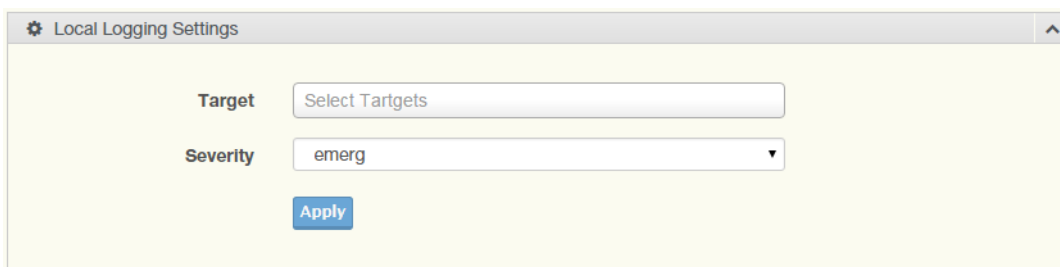 Local Logging Settings
Target Select Tartgets
Severity emerg
Apply